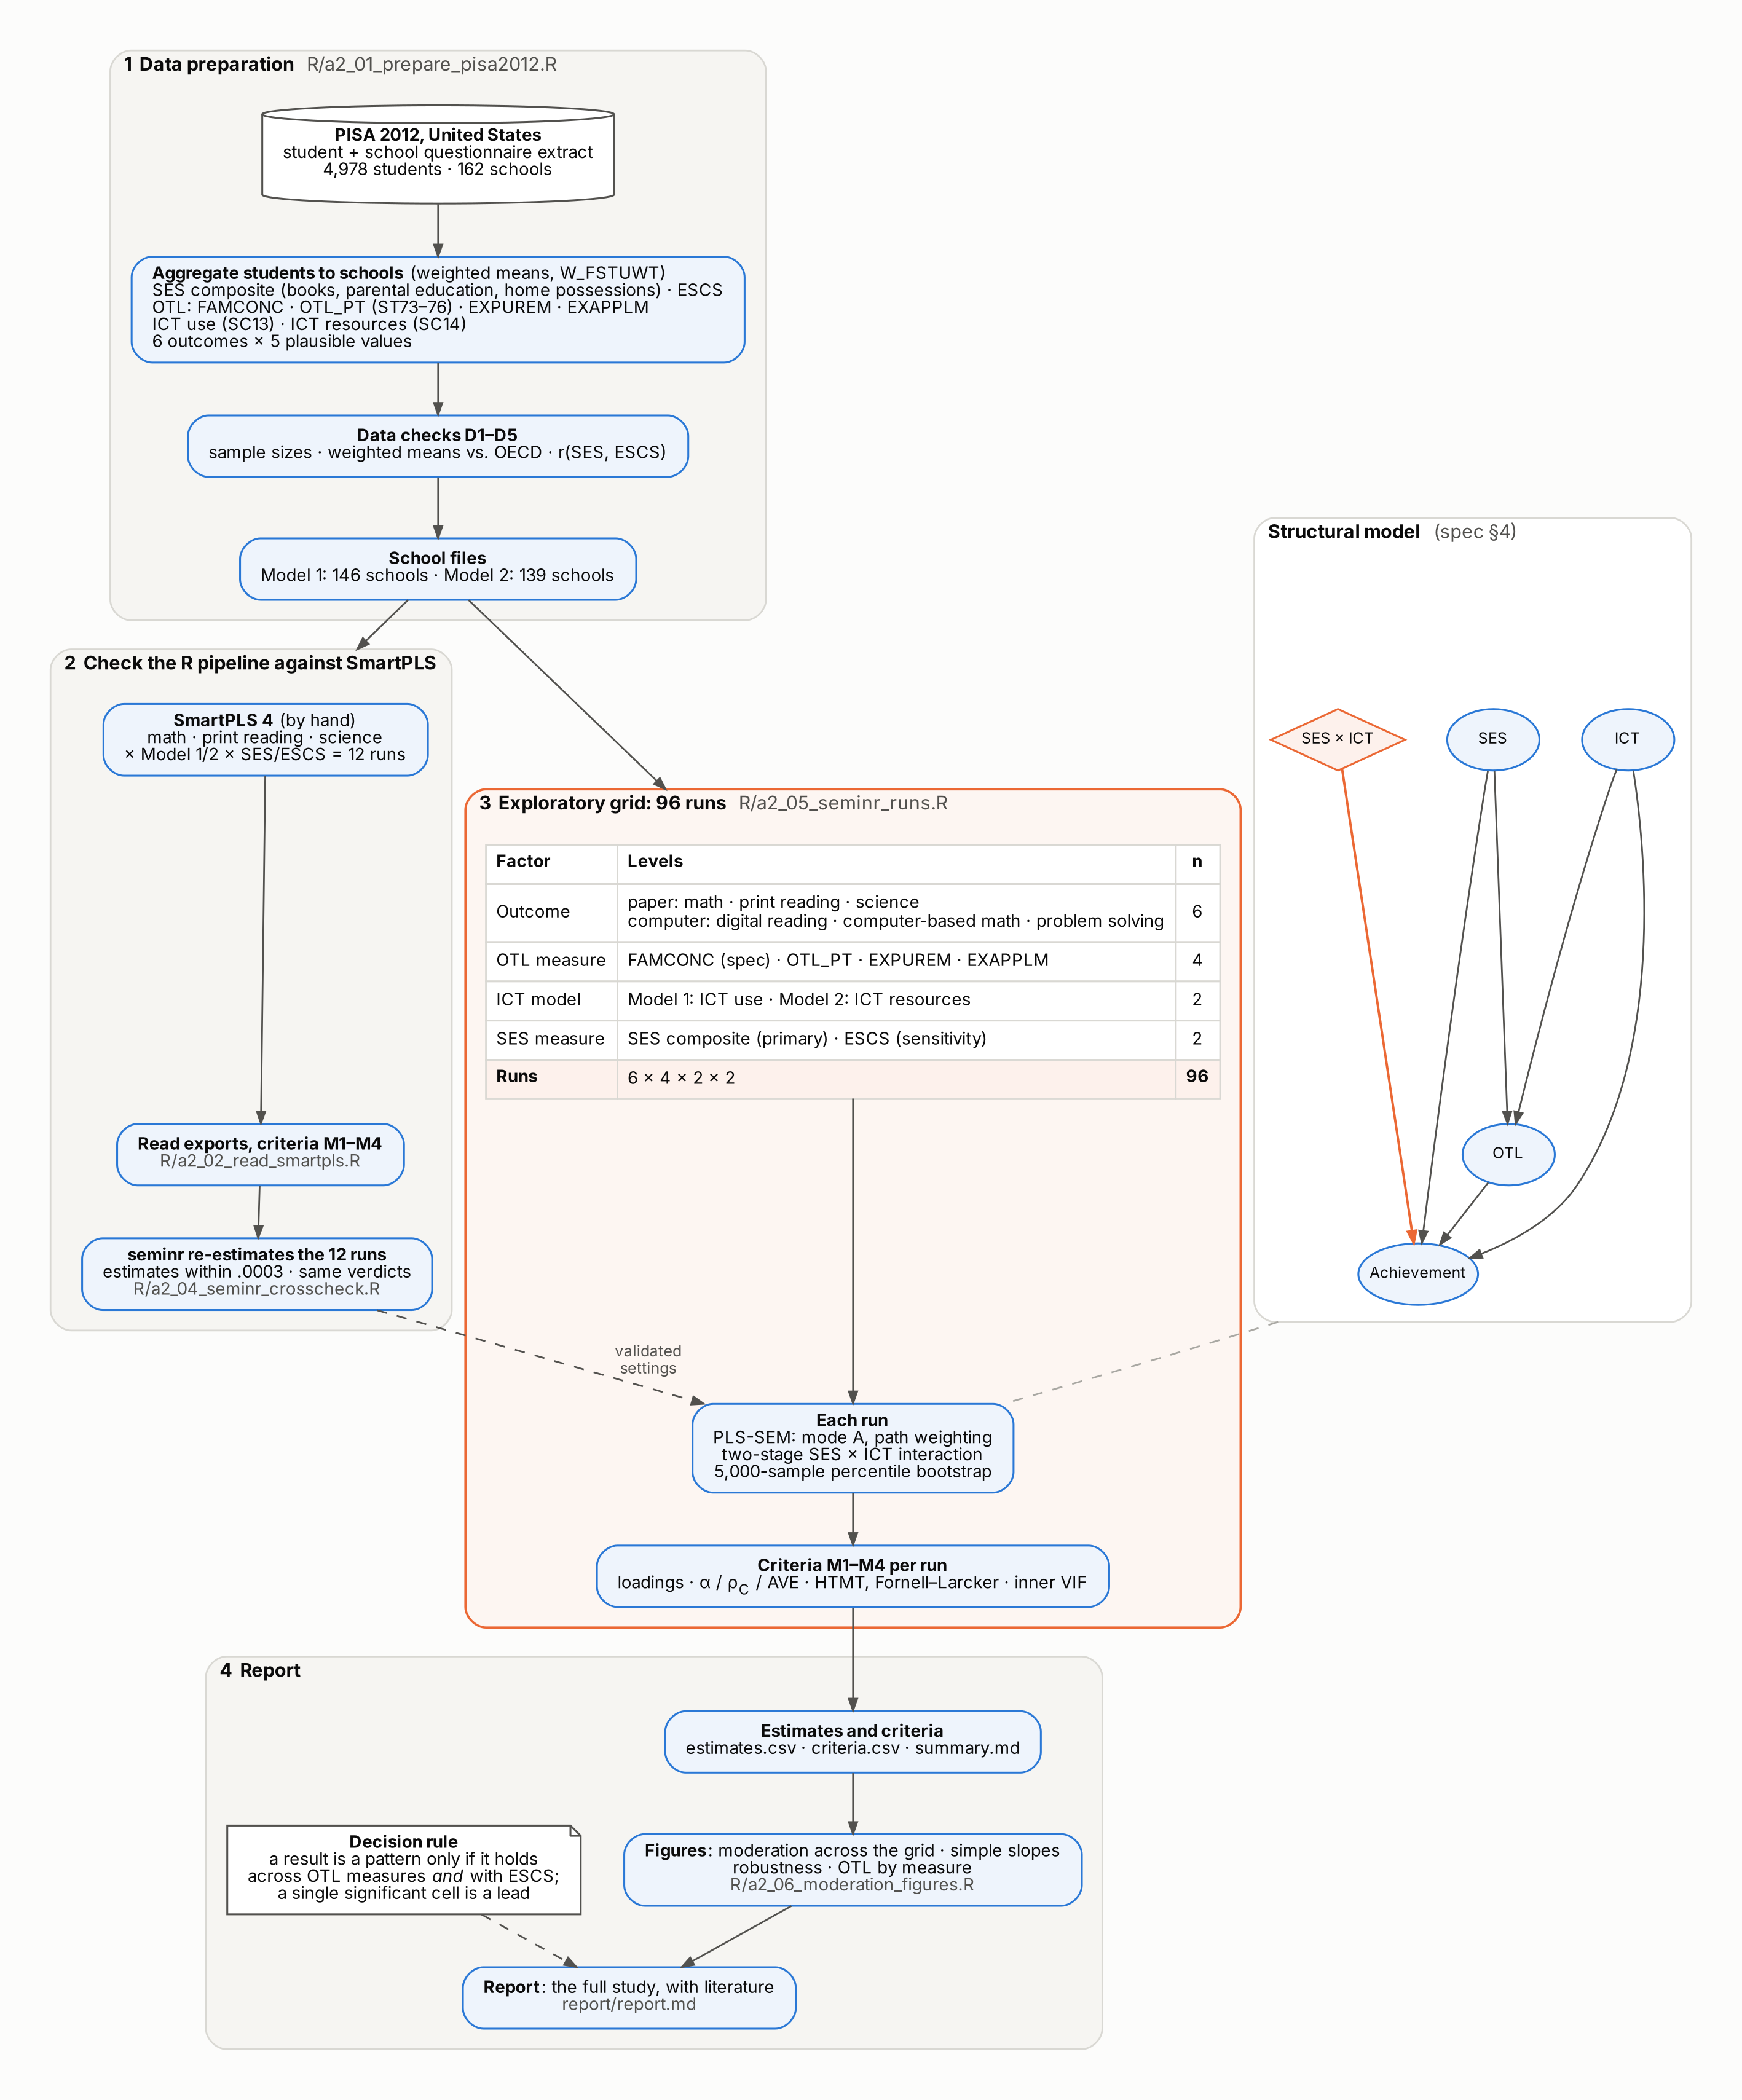 1 Data preparation R/a2_01_prepare_pisa2012.R
PISA 2012, United States
student + school questionnaire extract
4,978 students · 162 schools
Aggregate students to schools (weighted means, W_FSTUWT)
SES composite (books, parental education, home possessions) · ESCS
OTL: FAMCONC · OTL_PT (ST73–76) · EXPUREM · EXAPPLM
ICT use (SC13) · ICT resources (SC14)
6 outcomes × 5 plausible values
Data checks D1–D5
sample sizes · weighted means vs. OECD · r(SES, ESCS)
School files
Model 1: 146 schools · Model 2: 139 schools
2 Check the R pipeline against SmartPLS
SmartPLS 4 (by hand)
math · print reading · science
× Model 1/2 × SES/ESCS = 12 runs
Read exports, criteria M1–M4
R/a2_02_read_smartpls.R
seminr re-estimates the 12 runs
estimates within .0003 · same verdicts
R/a2_04_seminr_crosscheck.R
validated
settings
3 Exploratory grid: 96 runs R/a2_05_seminr_runs.R
Factor Levels n
Outcome paper: math · print reading · science 6
computer: digital reading · computer-based math · problem solving
OTL measure FAMCONC (spec) · OTL_PT · EXPUREM · EXAPPLM 4
ICT model Model 1: ICT use · Model 2: ICT resources 2
SES measure SES composite (primary) · ESCS (sensitivity) 2
Runs 6 × 4 × 2 × 2 96
Each run
PLS-SEM: mode A, path weighting
two-stage SES × ICT interaction
5,000-sample percentile bootstrap
Criteria M1–M4 per run
loadings · α / ρC / AVE · HTMT, Fornell–Larcker · inner VIF
Structural model (spec §4)
SES × ICT
SES
ICT
OTL
Achievement
4 Report
Estimates and criteria
estimates.csv · criteria.csv · summary.md
Decision rule
a result is a pattern only if it holds
across OTL measures and with ESCS;
a single significant cell is a lead
Figures: moderation across the grid · simple slopes
robustness · OTL by measure
R/a2_06_moderation_figures.R
Report: the full study, with literature
report/report.md